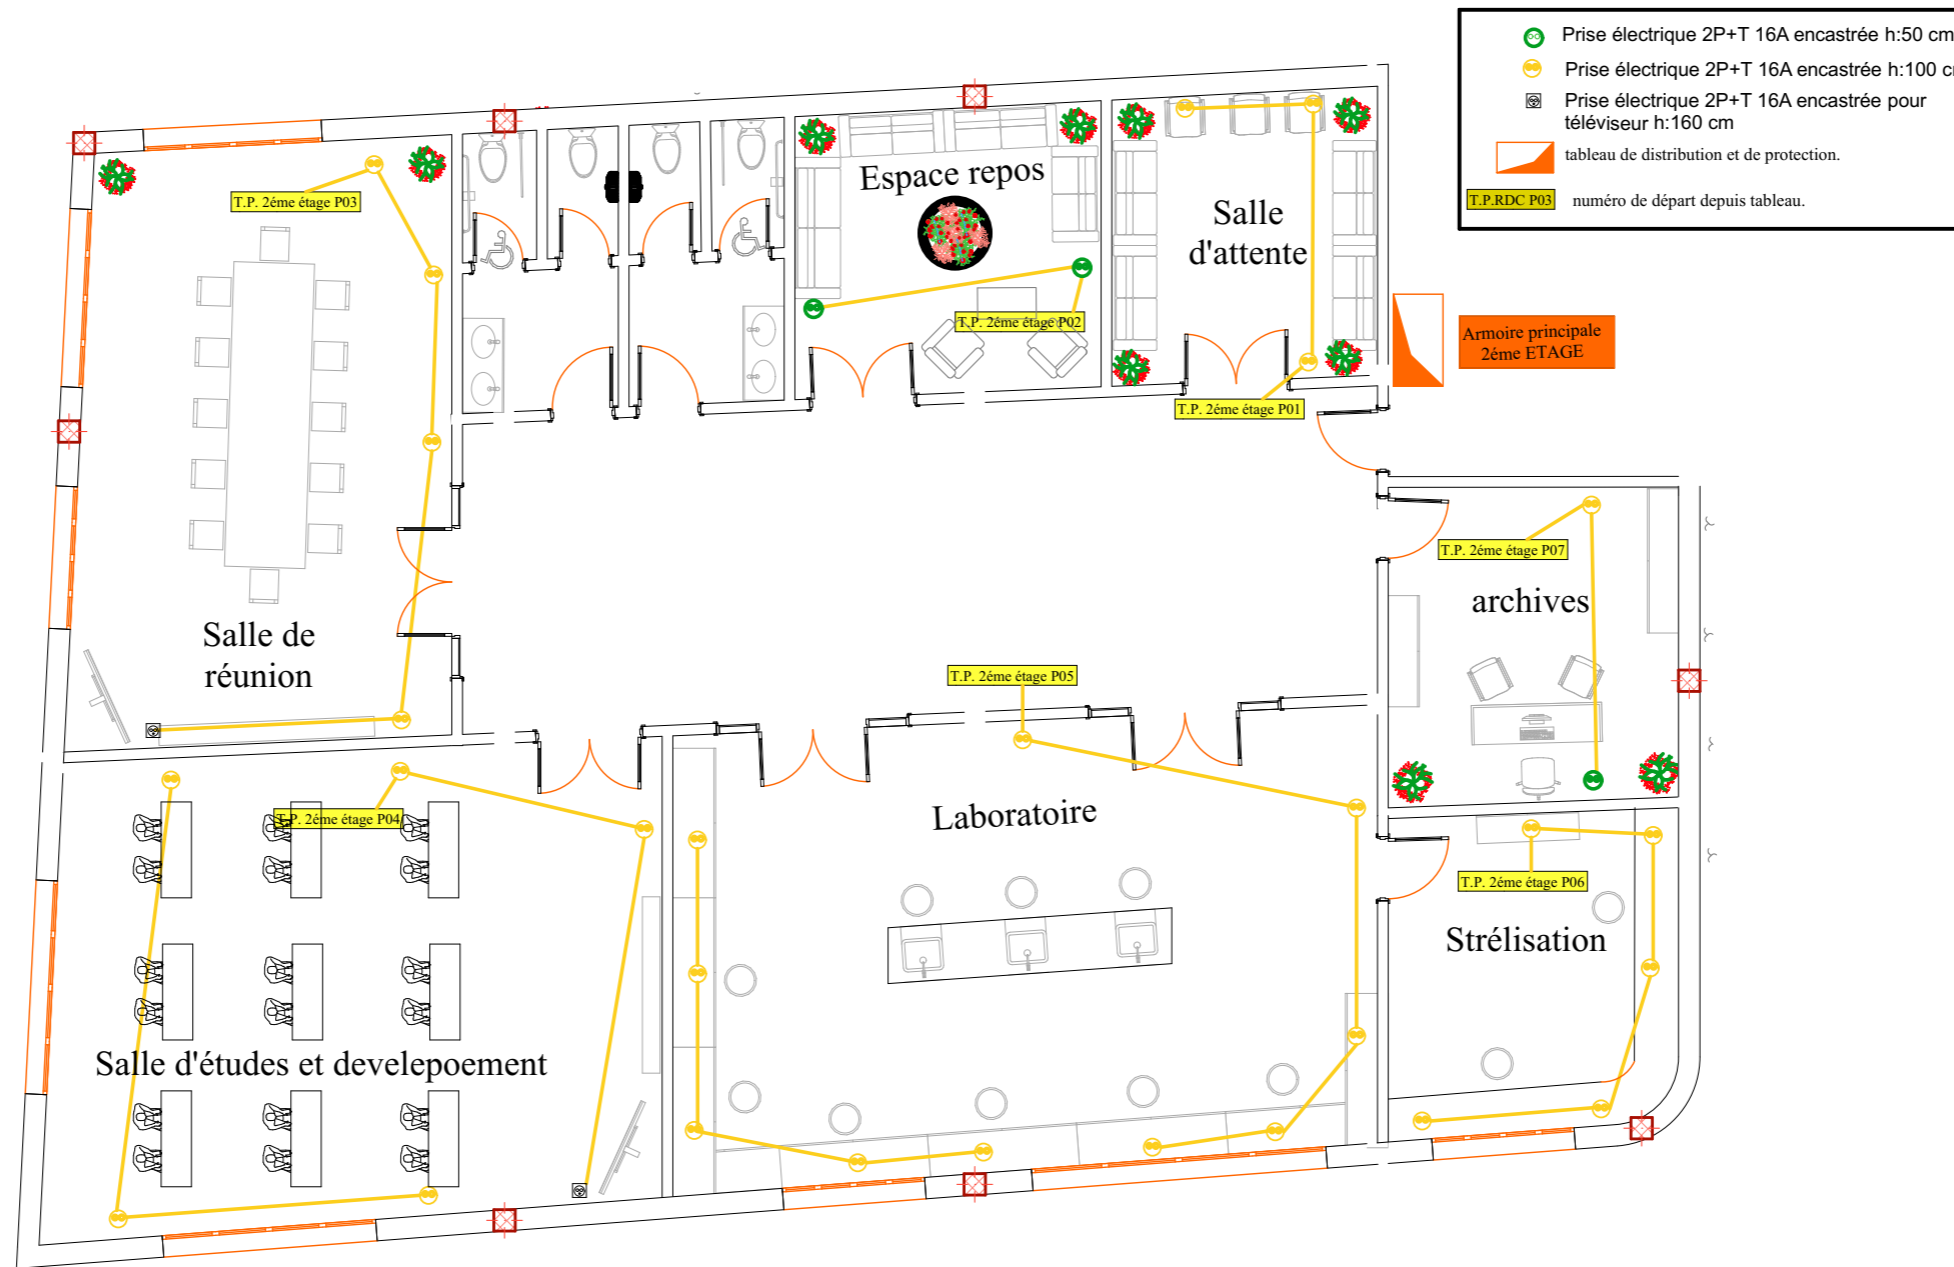 Prise électrique 2P+T 16A encastrée h:50 cm
Prise électrique 2P+T 16A encastrée h:100 c
Prise électrique 2P+T 16A encastrée pour
téléviseur h:160 cm
tableau de distribution et de protection.
T.P.RDC P03
numéro de départ depuis tableau.
T.P. 2éme étage P03
Espace repos
Salle
d'attente
T.P. 2éme étage P02
Armoire principale
2éme ETAGE
T.P. 2éme étage P01
T.P. 2éme étage P07
archives
Salle de
réunion
T.P. 2éme étage P05
Laboratoire
T.P. 2éme étage P04
T.P. 2éme étage P06
Strélisation
Salle d'études et develepoement